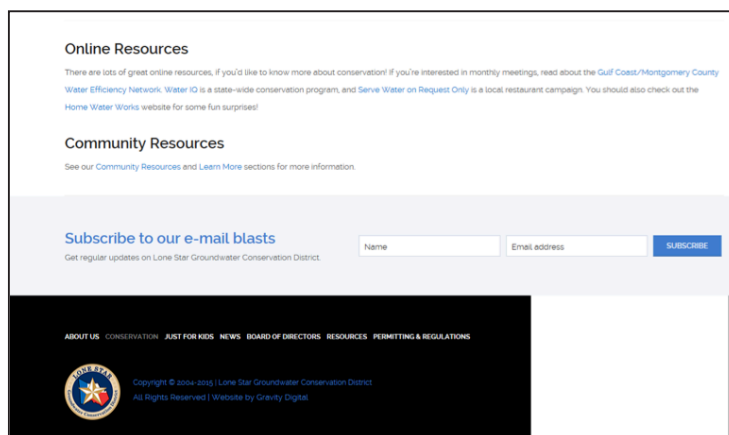 Online Resources
There are lots of great online resources, if you'd like to know more about conservation! If you're interested in monthly meetings, read about the Gulf Coast/Montgomery County
Water Efficiency Network. Water IQ is a state-wide conservation program, and Serve Water on Request Only is a local restaurant campaign. You should also check out the
Home Water Works website for some fun surprises!
Community Resources
See our Community Resources and Learn More sections for more information.
Subscribe to our e-mail blasts
Get regular updates on Lone Star Groundwater Conservation District.
Name
Email address
SUBSCRIBE
ABOUT US CONSERVATION JUST FOR KIDS NEWS BOARD OF DIRECTORS RESOURCES PERMITTING & REGULATIONS
LONE STAR
Groundwater Conservation District
Copyright © 2004-2015 | Lone Star Groundwater Conservation District
All Rights Reserved | Website by Gravity Digital